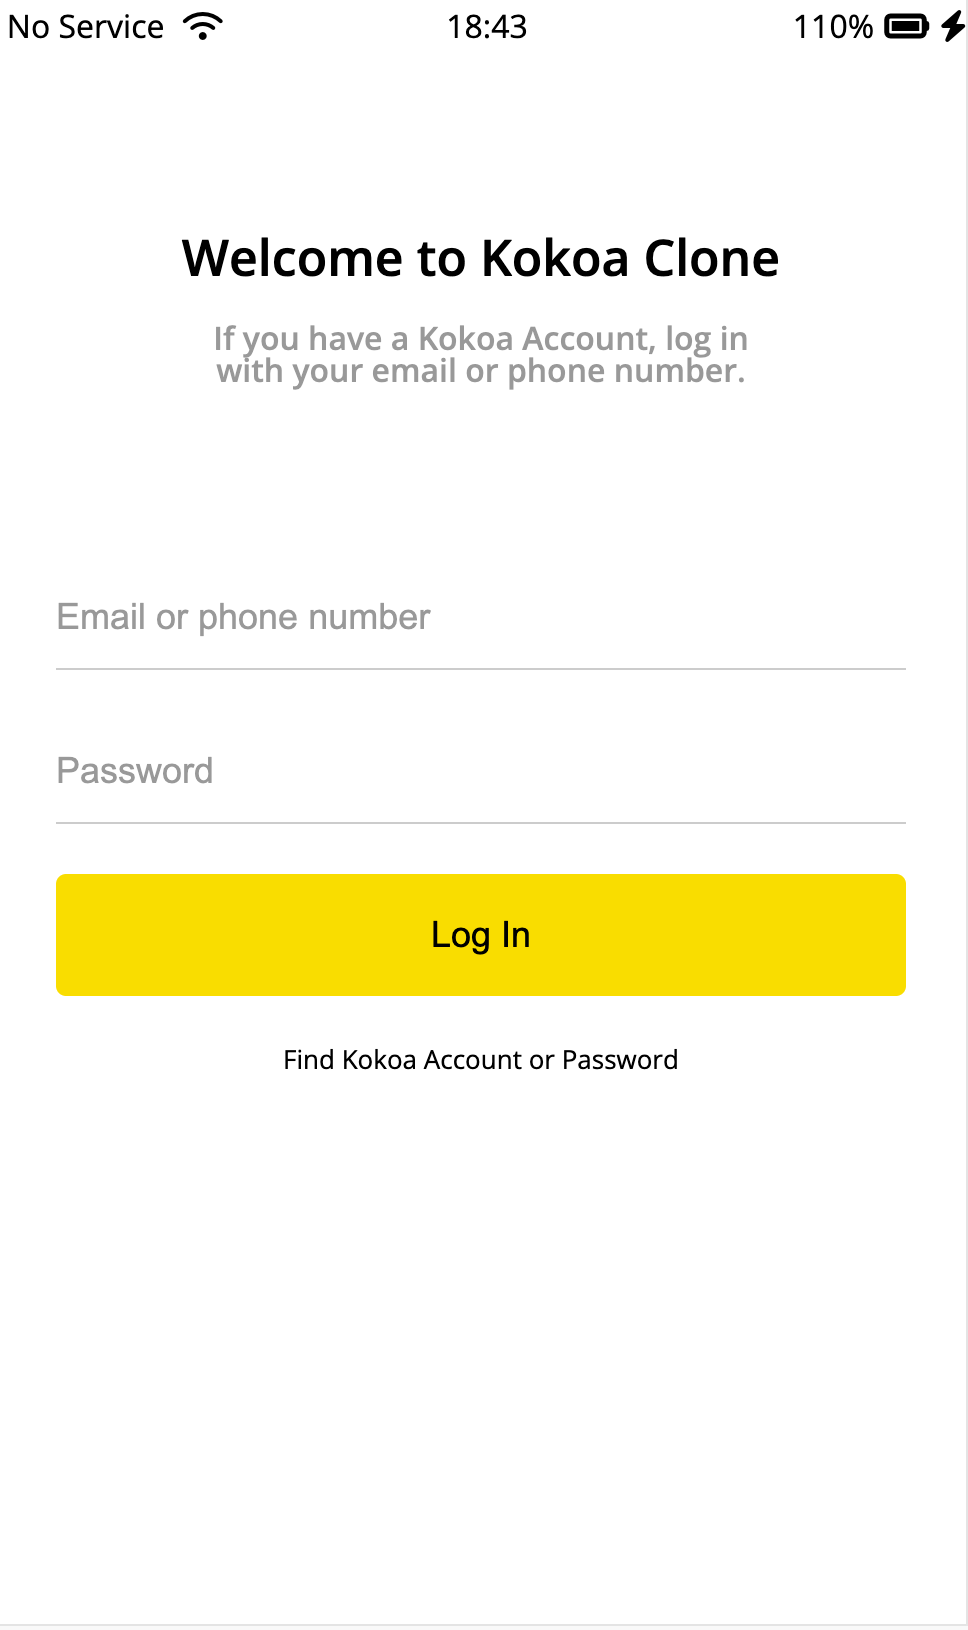 No Service 18:43 110%
Welcome to Kokoa Clone
If you have a Kokoa Account, log in
with your email or phone number.
Email or phone number
Password
Log In
Find Kokoa Account or Password